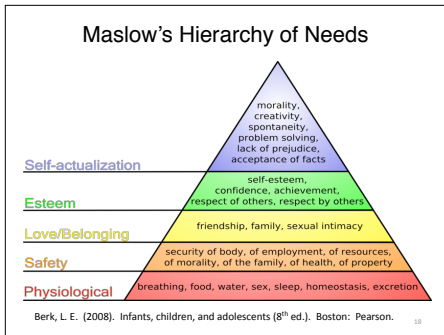 Maslow's Hierarchy of Needs
morality,
creativity,
spontaneity,
problem solving,
lack of prejudice,
acceptance of facts
Self-actualization
self-esteem,
confidence, achievement,
respect of others, respect by others
Esteem
friendship, family, sexual intimacy
Love/Belonging
security of body, of employment, of resources,
of morality, of the family, of health, of property
Safety
breathing, food, water, sex, sleep, homeostasis, excretion
Physiological
Berk, L. E. (2008). Infants, children, and adolescents (8th ed.). Boston: Pearson.
18